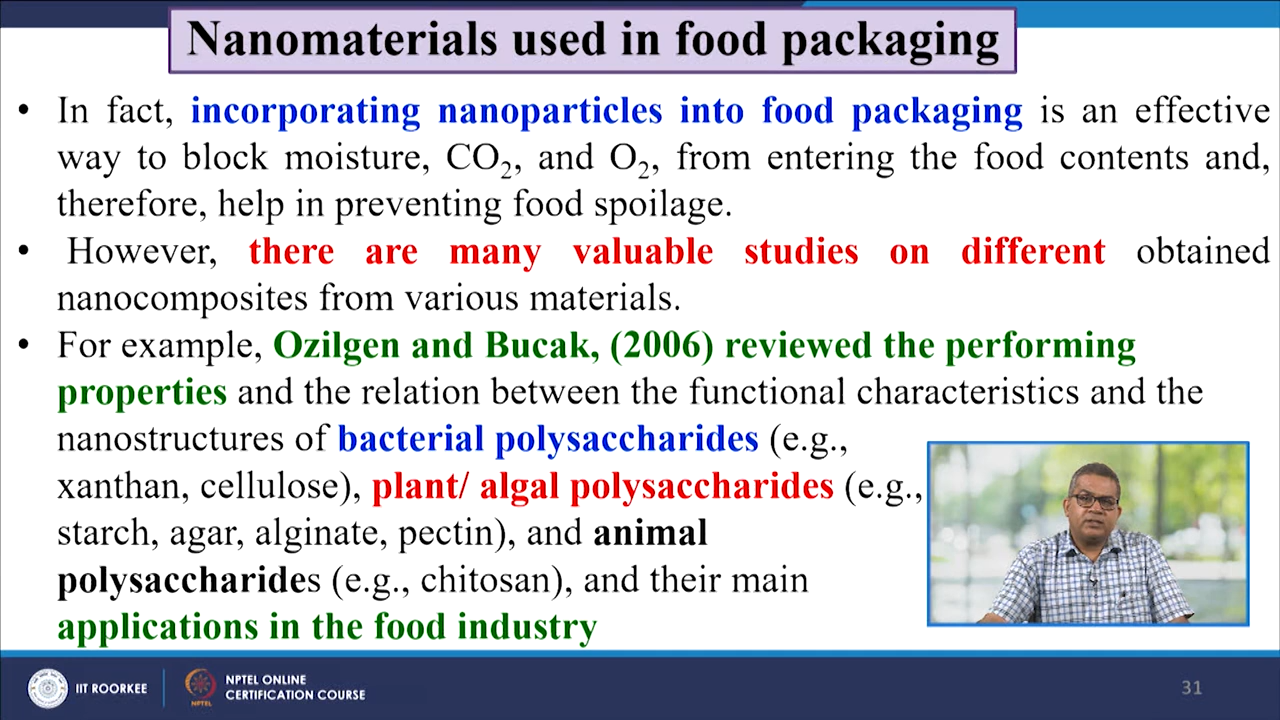 Nanomaterials used in food packaging
• In fact, incorporating nanoparticles into food packaging is an effective
way to block moisture, CO₂, and O₂, from entering the food contents and,
therefore, help in preventing food spoilage.
• However, there are many valuable studies on different obtained
nanocomposites from various materials.
• For example, Ozilgen and Bucak, (2006) reviewed the performing
properties and the relation between the functional characteristics and the
nanostructures of bacterial polysaccharides (e.g.,
xanthan, cellulose), plant/ algal polysaccharides (e.g.,
starch, agar, alginate, pectin), and animal
polysaccharides (e.g., chitosan), and their main
applications in the food industry
IIT ROORKEE
NPTEL
NPTEL ONLINE
CERTIFICATION COURSE
31